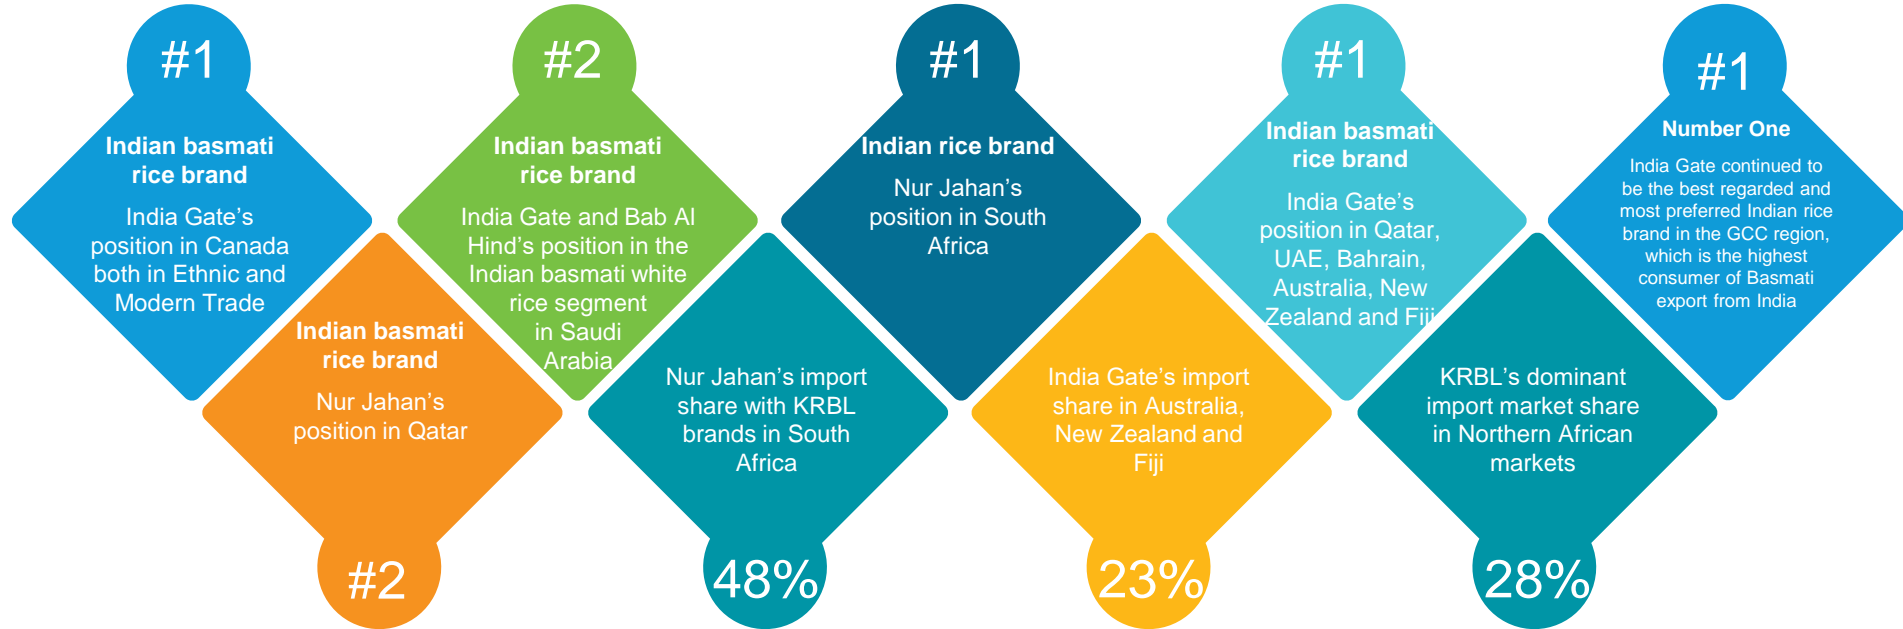 #1
Indian basmati
rice brand
India Gate’s
position in Canada
both in Ethnic and
Modern Trade
Indian basmati
rice brand
Nur Jahan’s
position in Qatar
#2
#2
Indian basmati
rice brand
India Gate and Bab Al
Hind’s position in the
Indian basmati white
rice segment
in Saudi
Arabia
Nur Jahan’s import
share with KRBL
brands in South
Africa
48%
#1
Indian rice brand
Nur Jahan’s
position in South
Africa
India Gate’s import
share in Australia,
New Zealand and
Fiji
23%
#1
Indian basmati
rice brand
India Gate’s
position in Qatar,
UAE, Bahrain,
Australia, New
Zealand and Fiji
KRBL’s dominant
import market share
in Northern African
markets
28%
#1
Number One
India Gate continued to
be the best regarded and
most preferred Indian rice
brand in the GCC region,
which is the highest
consumer of Basmati
export from India